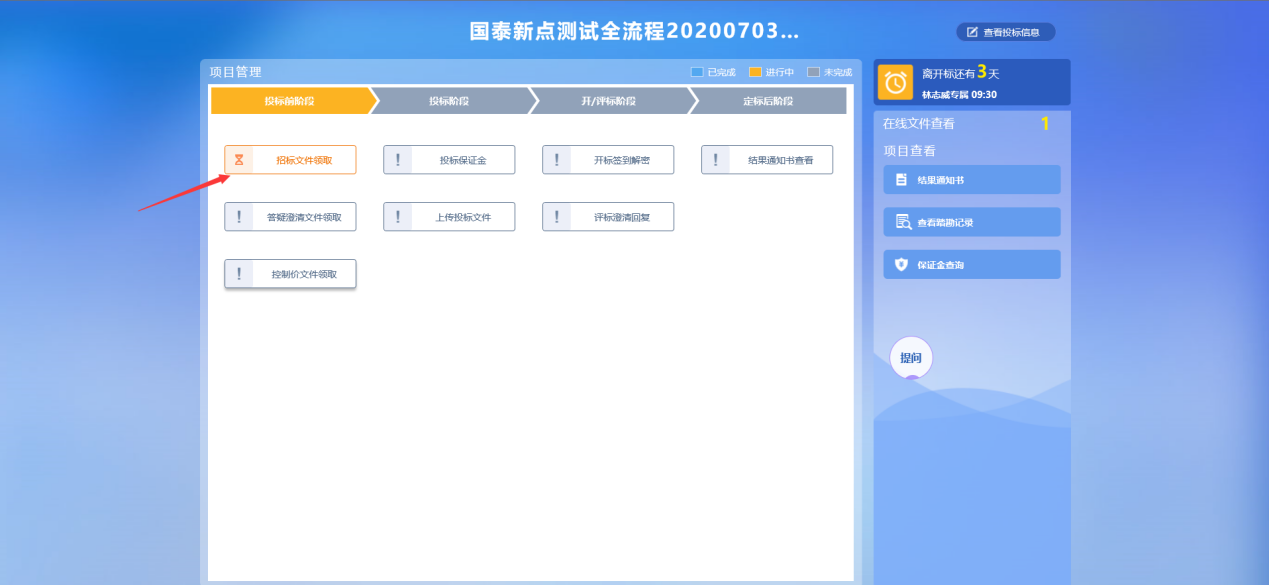 国泰新点测试全流程20200703...
查看投标信息
项目管理
已完成 进行中 未完成
投标前阶段 投标阶段 开/评标阶段 定标后阶段
招标文件领取 投标保证金 开标签到解密 结果通知书查看
答疑澄清文件领取 上传投标文件 评标澄清回复
控制价文件领取
离开标还有3天
林志威专属 09:30
在线文件查看 1
项目查看
结果通知书
查看踏勘记录
保证金查询
提问